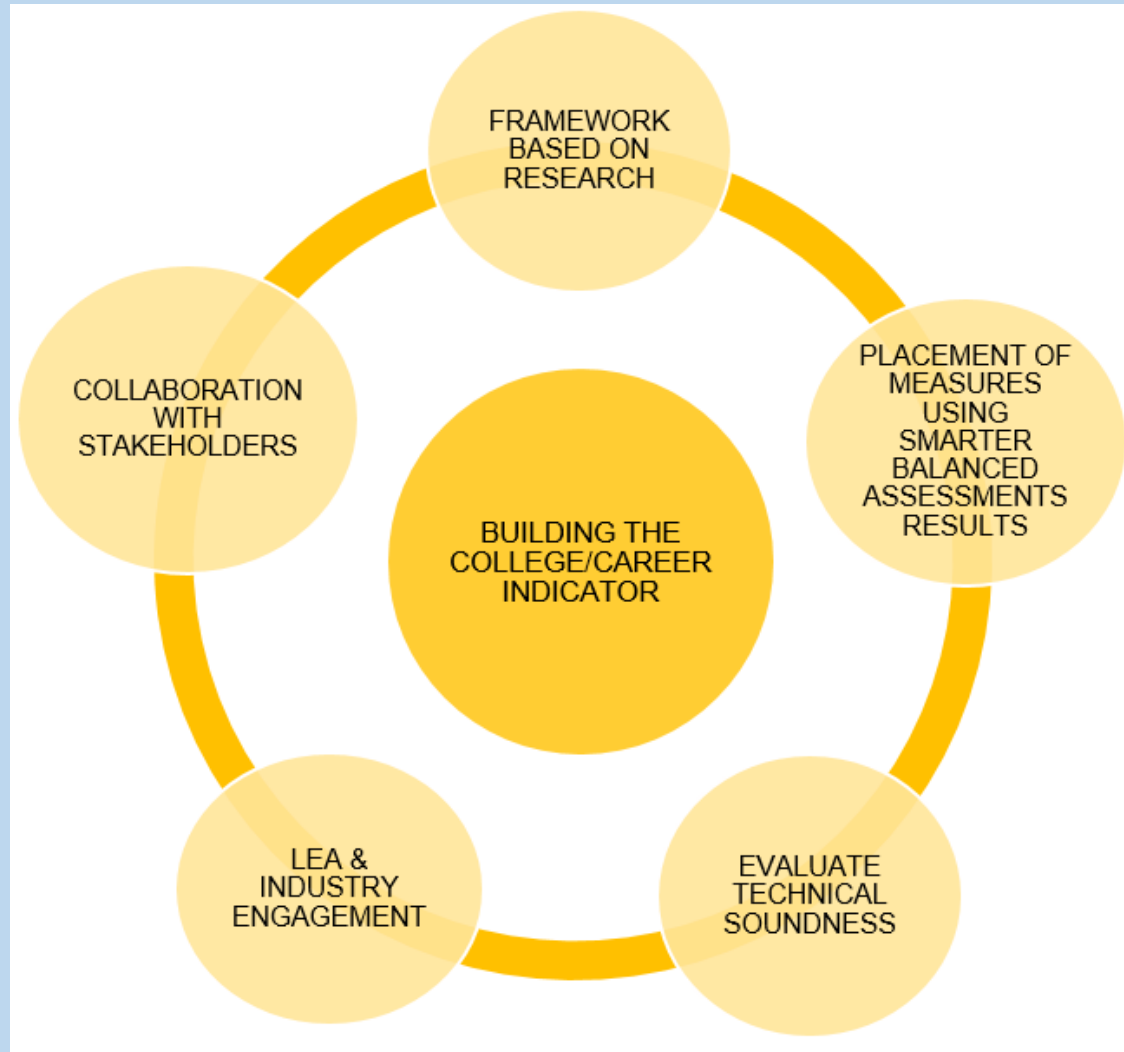 FRAMEWORK
BASED ON
RESEARCH
PLACEMENT OF
MEASURES
USING
SMARTER
BALANCED
ASSESSMENTS
RESULTS
COLLABORATION
WITH
STAKEHOLDERS
BUILDING THE
COLLEGE/CAREER
INDICATOR
LEA &
INDUSTRY
ENGAGEMENT
EVALUATE
TECHNICAL
SOUNDNESS